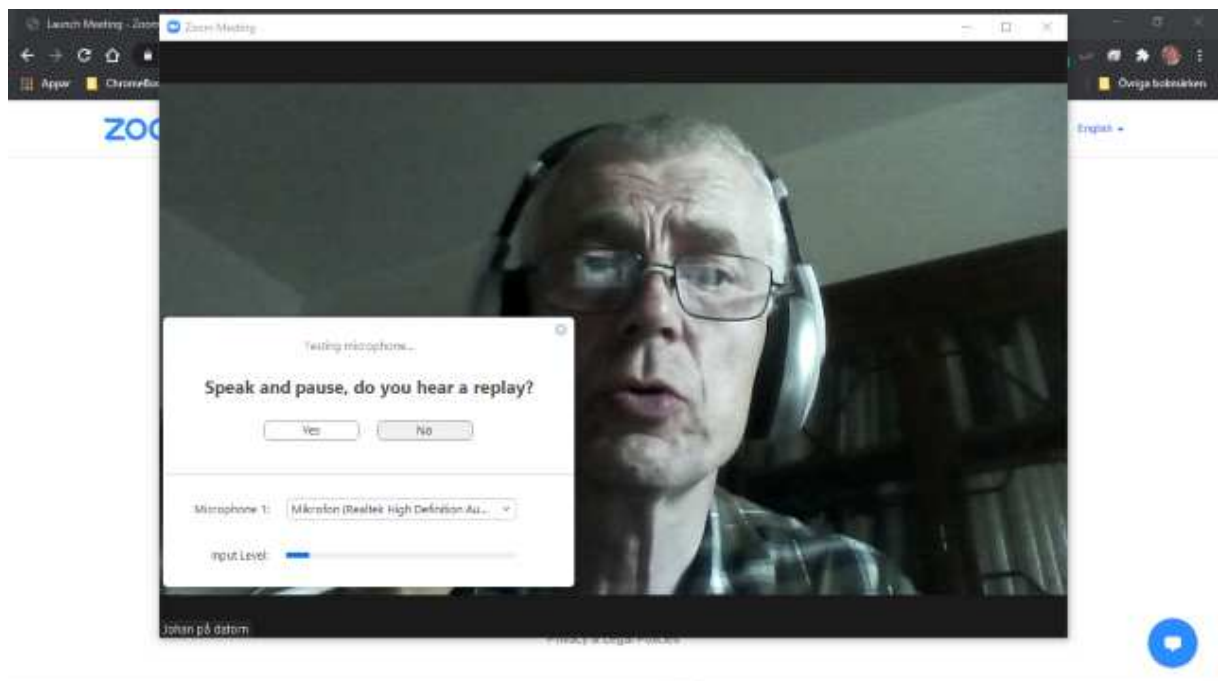 Launch Meeting - Zoom
Zoom Meeting
Appar
Övriga bokmärken
ZOO
English
Testing microphone...
Speak and pause, do you hear a replay?
Yes
No
Microphone 1:
Mikrofon (Realtek High Definition Au...
Input Level:
Johan på datorn
Privacy & Legal Policies